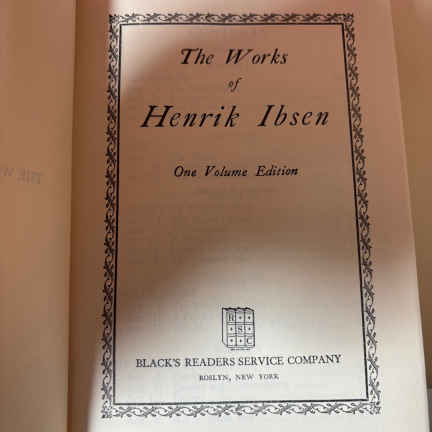 The Works
of
Henrik Ibsen
One Volume Edition
R
S
C
BLACK'S READERS SERVICE COMPANY
ROSLYN, NEW YORK